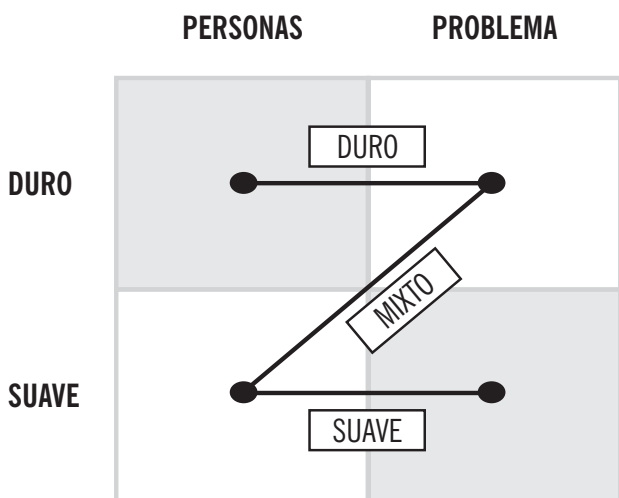 PERSONAS PROBLEMA
DURO
DURO
MIXTO
SUAVE
SUAVE